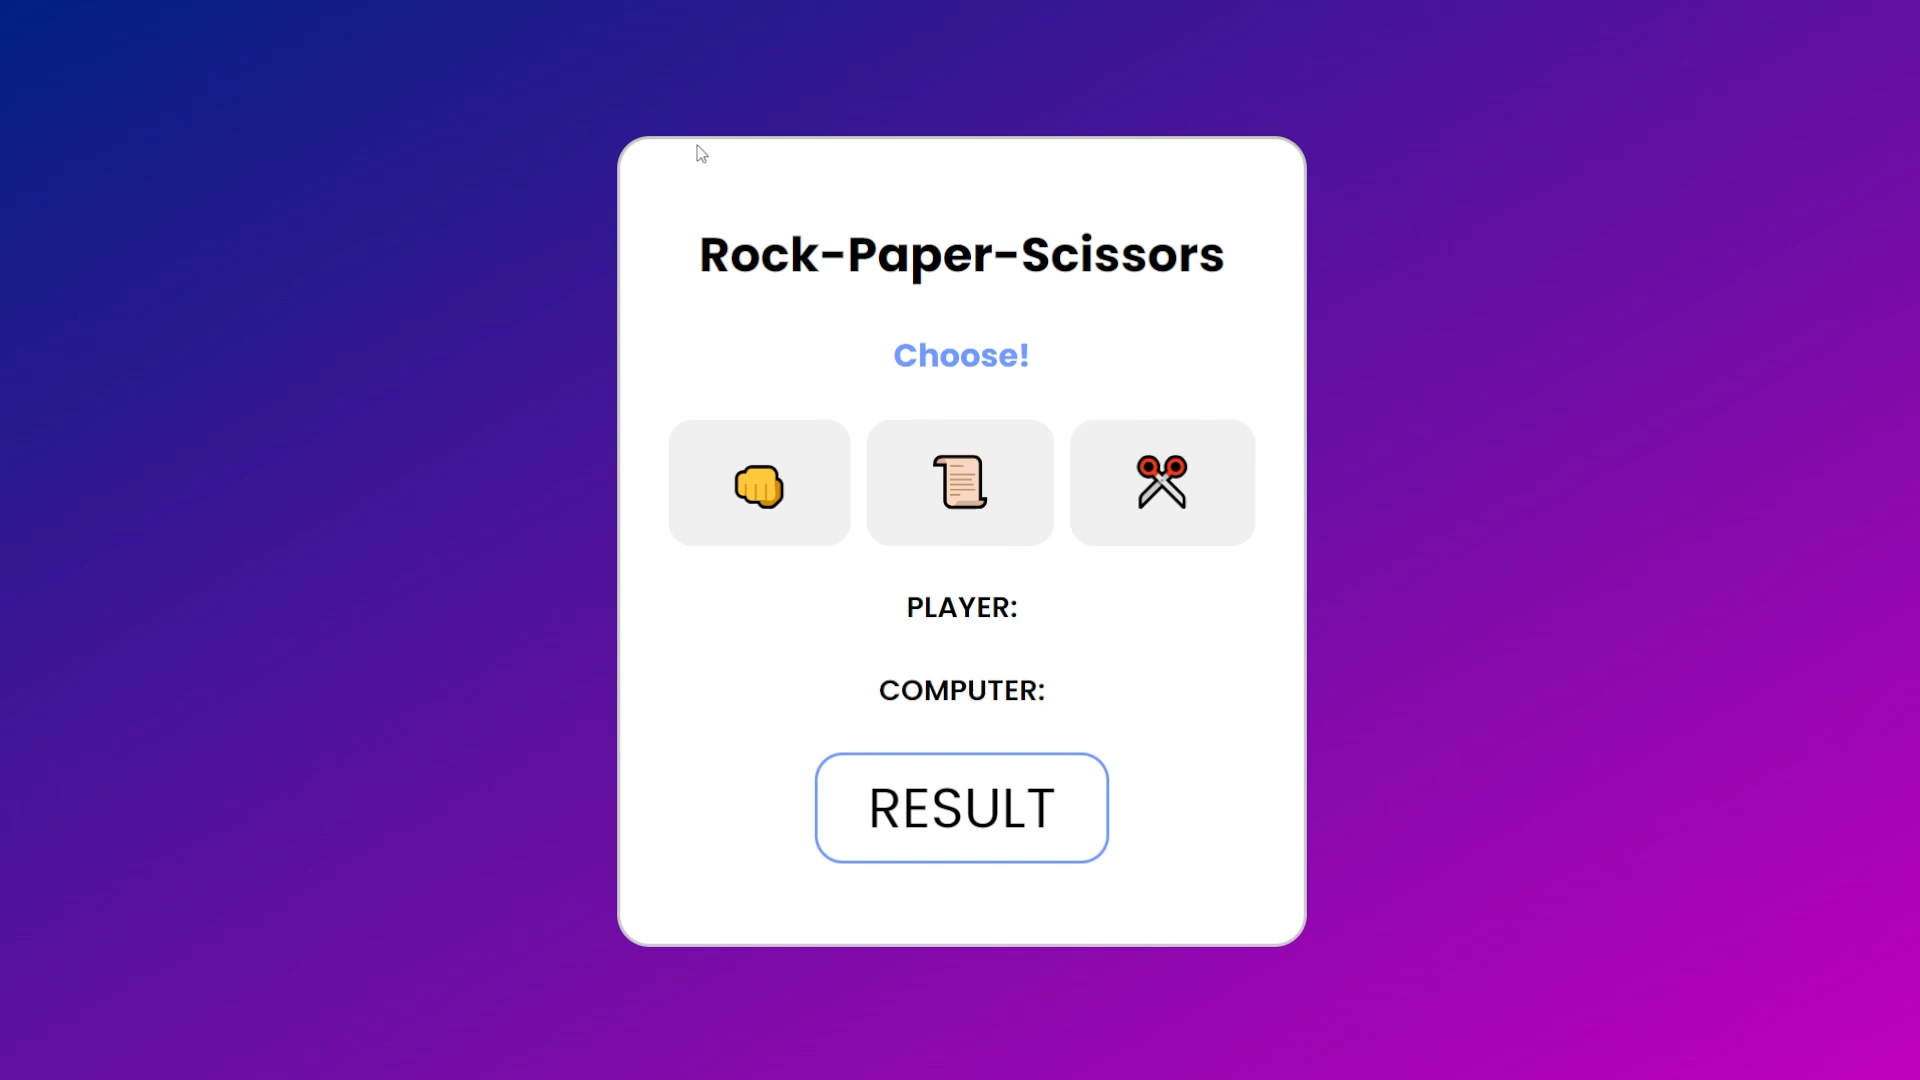 Rock-Paper-Scissors
Choose!
PLAYER:
COMPUTER:
RESULT